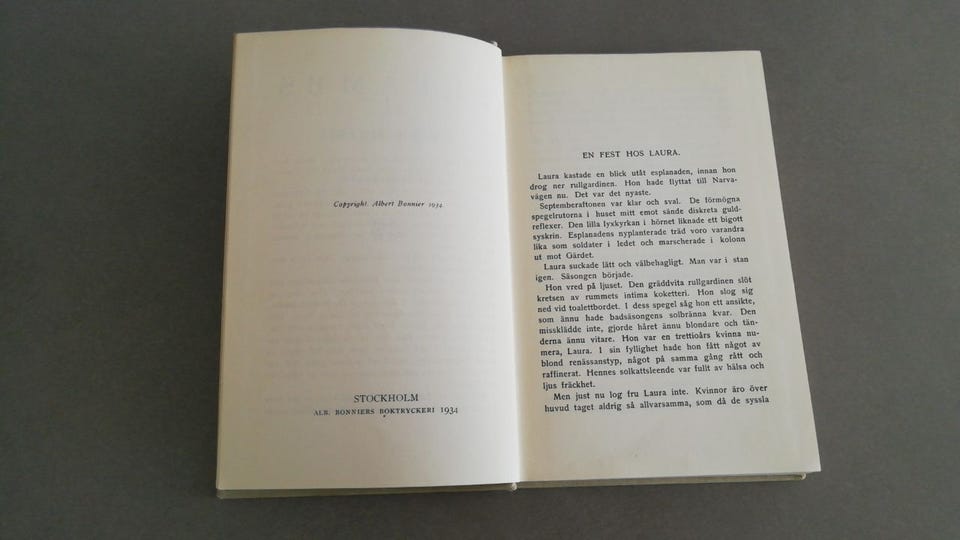 Copyright. Albert Bonnier 1934
STOCKHOLM
ALB. BONNIERS BOKTRYCKERI 1934
EN FEST HOS LAURA.
Laura kastade en blick utåt esplanaden, innan hon
drog ner rullgardinen. Hon hade flyttat till Narva-
vägen nu. Det var det nyaste.
Septemberaftonen var klar och sval. De förmögna
spegelrutorna i huset mitt emot sände diskreta guld-
reflexer. Den lilla lyxkyrkan i hörnet liknade ett bigott
syskrin. Esplanadens nyplanterade träd voro varandra
lika som soldater i ledet och marscherade i kolonn
ut mot Gärdet.
Laura suckade lätt och välbehagligt. Man var i stan
igen. Säsongen började.
Hon vred på ljuset. Den gräddvita rullgardinen slöt
kretsen av rummets intima koketteri. Hon slog sig
ned vid toalettbordet. I dess spegel såg hon ett ansikte,
som ännu hade badsäsongens solbränna kvar. Den
missklädde inte, gjorde håret ännu blondare och tän-
derna ännu vitare. Hon var en trettioårs kvinna nu-
mera, Laura. I sin fyllighet hade hon fått något av
blond renässanstyp, något på samma gång rått och
raffinerat. Hennes solkattsleende var fullt av hälsa och
ljus fräckhet.
Men just nu log fru Laura inte. Kvinnor äro över
huvud taget aldrig så allvarsamma, som då de syssla